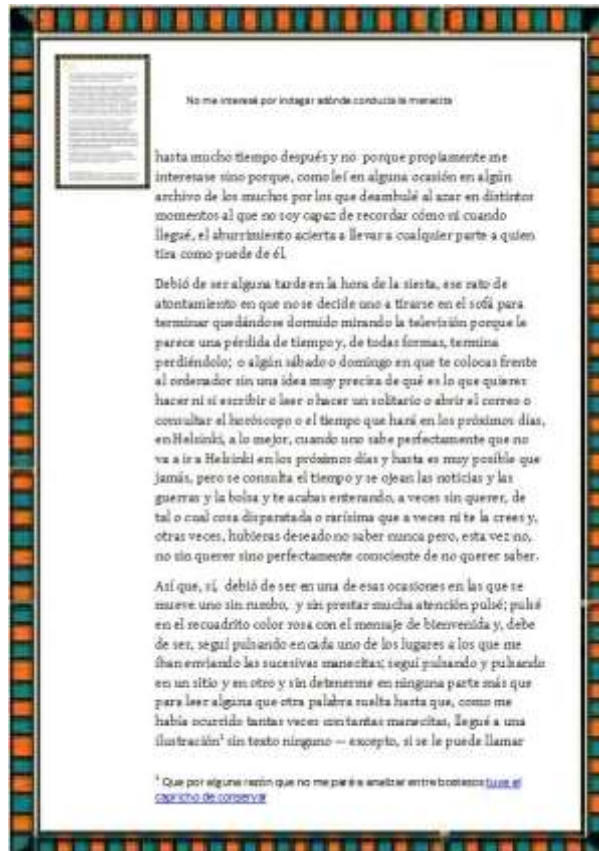 No me interesé por indagar adónde conducía la manecita
hasta mucho tiempo después y no porque propiamente me
interesase sino porque, como leí en alguna ocasión en algún
archivo de los muchos por los que deambulé al azar en distintos
momentos al que no soy capaz de recordar cómo ni cuando
llegué, el aburrimiento acierta a llevar a cualquier parte a quien
tira como puede de él.
Debió de ser alguna tarde en la hora de la siesta, ese rato de
atontamiento en que no se decide uno a tirarse en el sofá para
terminar quedándose dormido mirando la televisión porque le
parece una pérdida de tiempo y, de todas formas, termina
perdiéndolo; o algún sábado o domingo en que te colocas frente
al ordenador sin una idea muy precisa de qué es lo que quieres
hacer ni si escribir o leer o hacer un solitario o abrir el correo o
consultar el horóscopo o el tiempo que hará en los próximos días,
en Helsinki, a lo mejor, cuando uno sabe perfectamente que no
va a ir a Helsinki en los próximos días y hasta es muy posible que
jamás, pero se consulta el tiempo y se ojean las noticias y las
guerras y la bolsa y te acabas enterando, a veces sin querer, de
tal o cual cosa disparatada o rarísima que a veces ni te la crees y,
otras veces, hubieras deseado no saber nunca pero, esta vez no,
no sin querer sino perfectamente consciente de no querer saber.
Así que, sí, debió de ser en una de esas ocasiones en las que se
mueve uno sin rumbo, y sin prestar mucha atención pulsé; pulsé
en el recuadrito color rosa con el mensaje de bienvenida y, debe
de ser, seguí pulsando en cada uno de los lugares a los que me
iban enviando las sucesivas manecitas; seguí pulsando y pulsando
en un sitio y en otro y sin detenerme en ninguna parte más que
para leer alguna que otra palabra suelta hasta que, como me
había ocurrido tantas veces con tantas manecitas, llegué a una
ilustración¹ sin texto ninguno — excepto, si se le puede llamar
¹ Que por alguna razón que no me paré a analizar entre bostezos tuve el
capricho de conservar